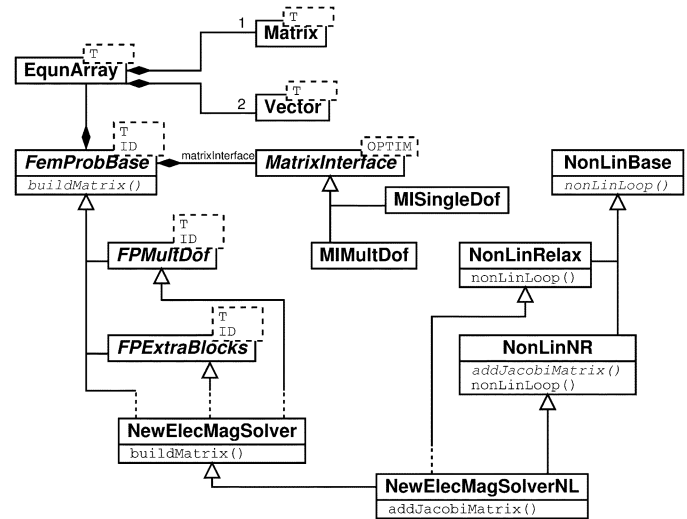 T
1
Matrix
T
EqunArray
T
2
Vector
T
ID
OPTIM
FemProbBase
matrixInterface
MatrixInterface
NonLinBase
buildMatrix()
nonLinLoop()
MISingleDof
T
ID
FPMultDof
MIMultDof
NonLinRelax
nonLinLoop()
T
ID
FPExtraBlocks
NonLinNR
addJacobiMatrix()
nonLinLoop()
NewElecMagSolver
buildMatrix()
NewElecMagSolverNL
addJacobiMatrix()